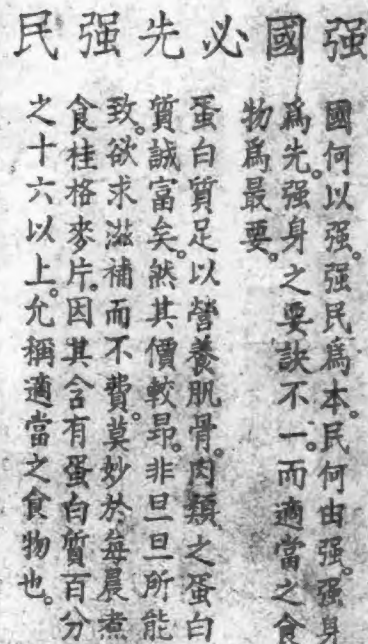 强國必先强民
國何以强。强民爲本。民何由强。强身
爲先。强身之要訣不一。而適當之食
物爲最要。
蛋白質足以營養肌骨。肉類之蛋白
質誠富矣。然其價較昻。非旦旦所能
致。欲求滋補而不費。莫妙於每晨煮
食桂格麥片。因其含有蛋白質百分
之十六以上。允稱適當之食物也。